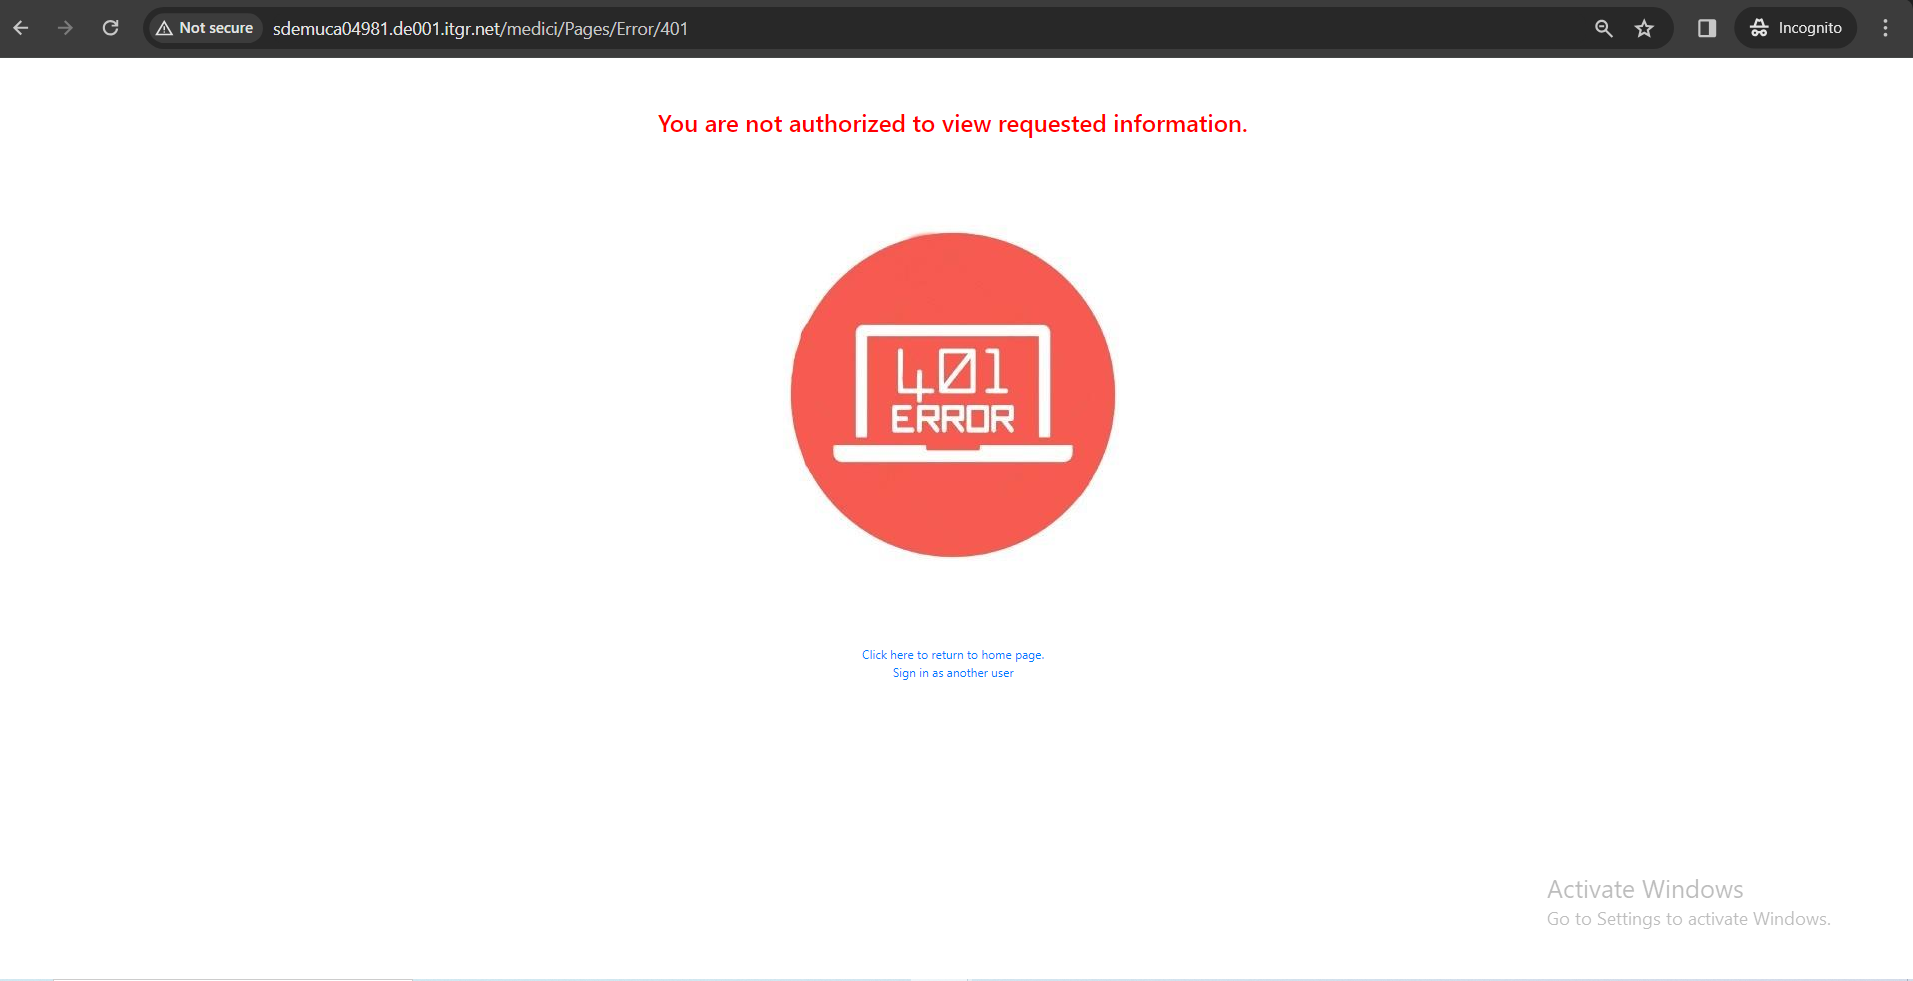 Not secure
sdemuca04981.de001.itgr.net/medici/Pages/Error/401
Incognito
You are not authorized to view requested information.
401
ERROR
Click here to return to home page.
Sign in as another user
Activate Windows
Go to Settings to activate Windows.